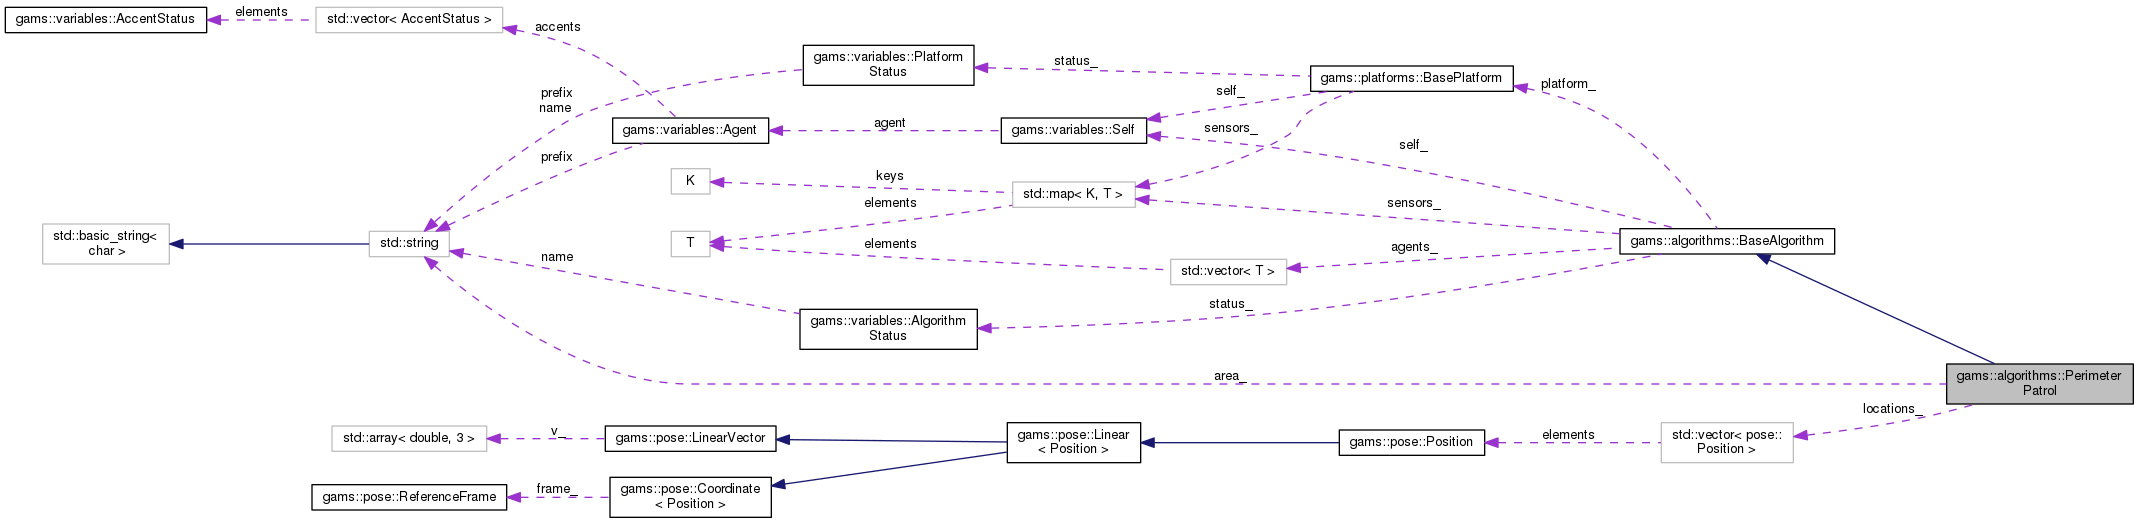 gams::variables::AccentStatus
elements
std::vector< AccentStatus >
accents
gams::variables::Platform
Status
status_
gams::platforms::BasePlatform
platform_
prefix
name
self_
gams::variables::Agent
agent
gams::variables::Self
sensors_
self_
prefix
K
keys
std::map< K, T >
elements
sensors_
std::basic_string<
char >
std::string
T
elements
agents_
gams::algorithms::BaseAlgorithm
name
std::vector< T >
status_
gams::variables::Algorithm
Status
area_
gams::algorithms::Perimeter
Patrol
locations_
std::array< double, 3 >
v_
gams::pose::LinearVector
gams::pose::Linear
< Position >
gams::pose::Position
elements
std::vector< pose::
Position >
gams::pose::ReferenceFrame
frame_
gams::pose::Coordinate
< Position >